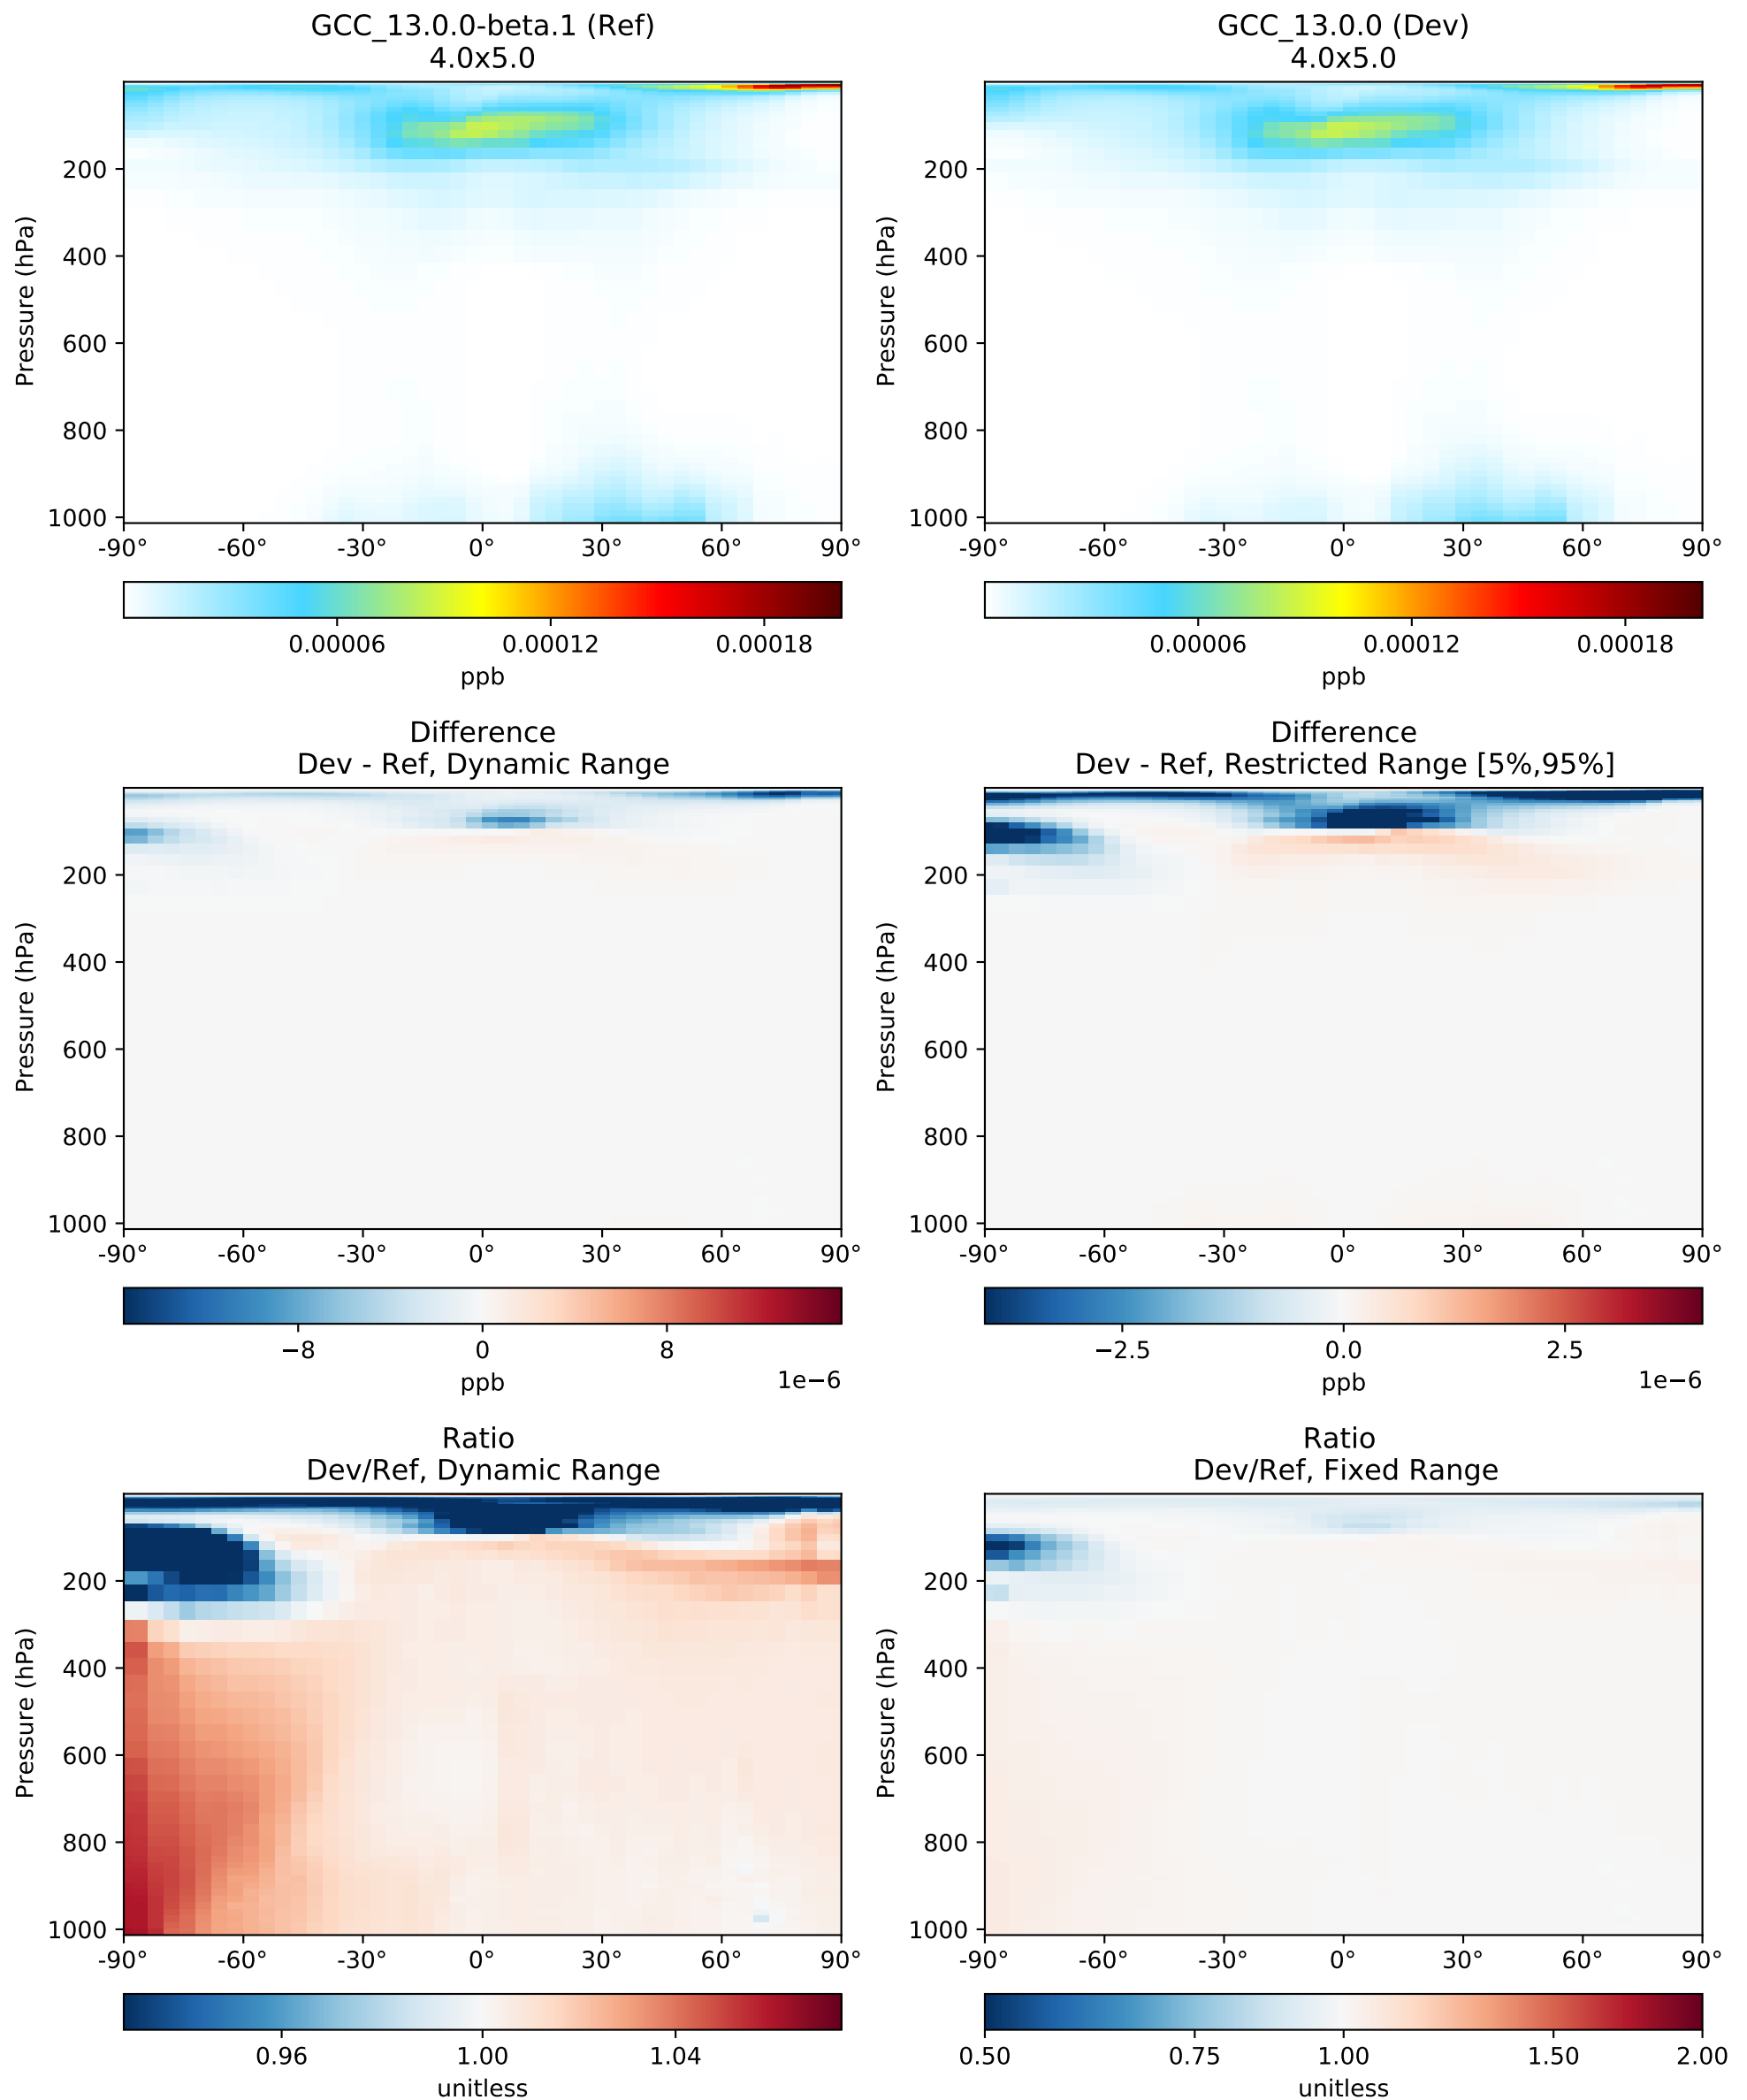 GCC_13.0.0-beta.1 (Ref)
4.0x5.0
Pressure (hPa)
200
400
600
800
1000
-90° -60° -30° 0° 30° 60° 90°
0.00006 0.00012 0.00018
ppb
GCC_13.0.0 (Dev)
4.0x5.0
Pressure (hPa)
200
400
600
800
1000
-90° -60° -30° 0° 30° 60° 90°
0.00006 0.00012 0.00018
ppb
Difference
Dev - Ref, Dynamic Range
Pressure (hPa)
200
400
600
800
1000
-90° -60° -30° 0° 30° 60° 90°
−8 0 8
ppb 1e−6
Difference
Dev - Ref, Restricted Range [5%,95%]
Pressure (hPa)
200
400
600
800
1000
-90° -60° -30° 0° 30° 60° 90°
−2.5 0.0 2.5
ppb 1e−6
Ratio
Dev/Ref, Dynamic Range
Pressure (hPa)
200
400
600
800
1000
-90° -60° -30° 0° 30° 60° 90°
0.96 1.00 1.04
unitless
Ratio
Dev/Ref, Fixed Range
Pressure (hPa)
200
400
600
800
1000
-90° -60° -30° 0° 30° 60° 90°
0.50 0.75 1.00 1.50 2.00
unitless